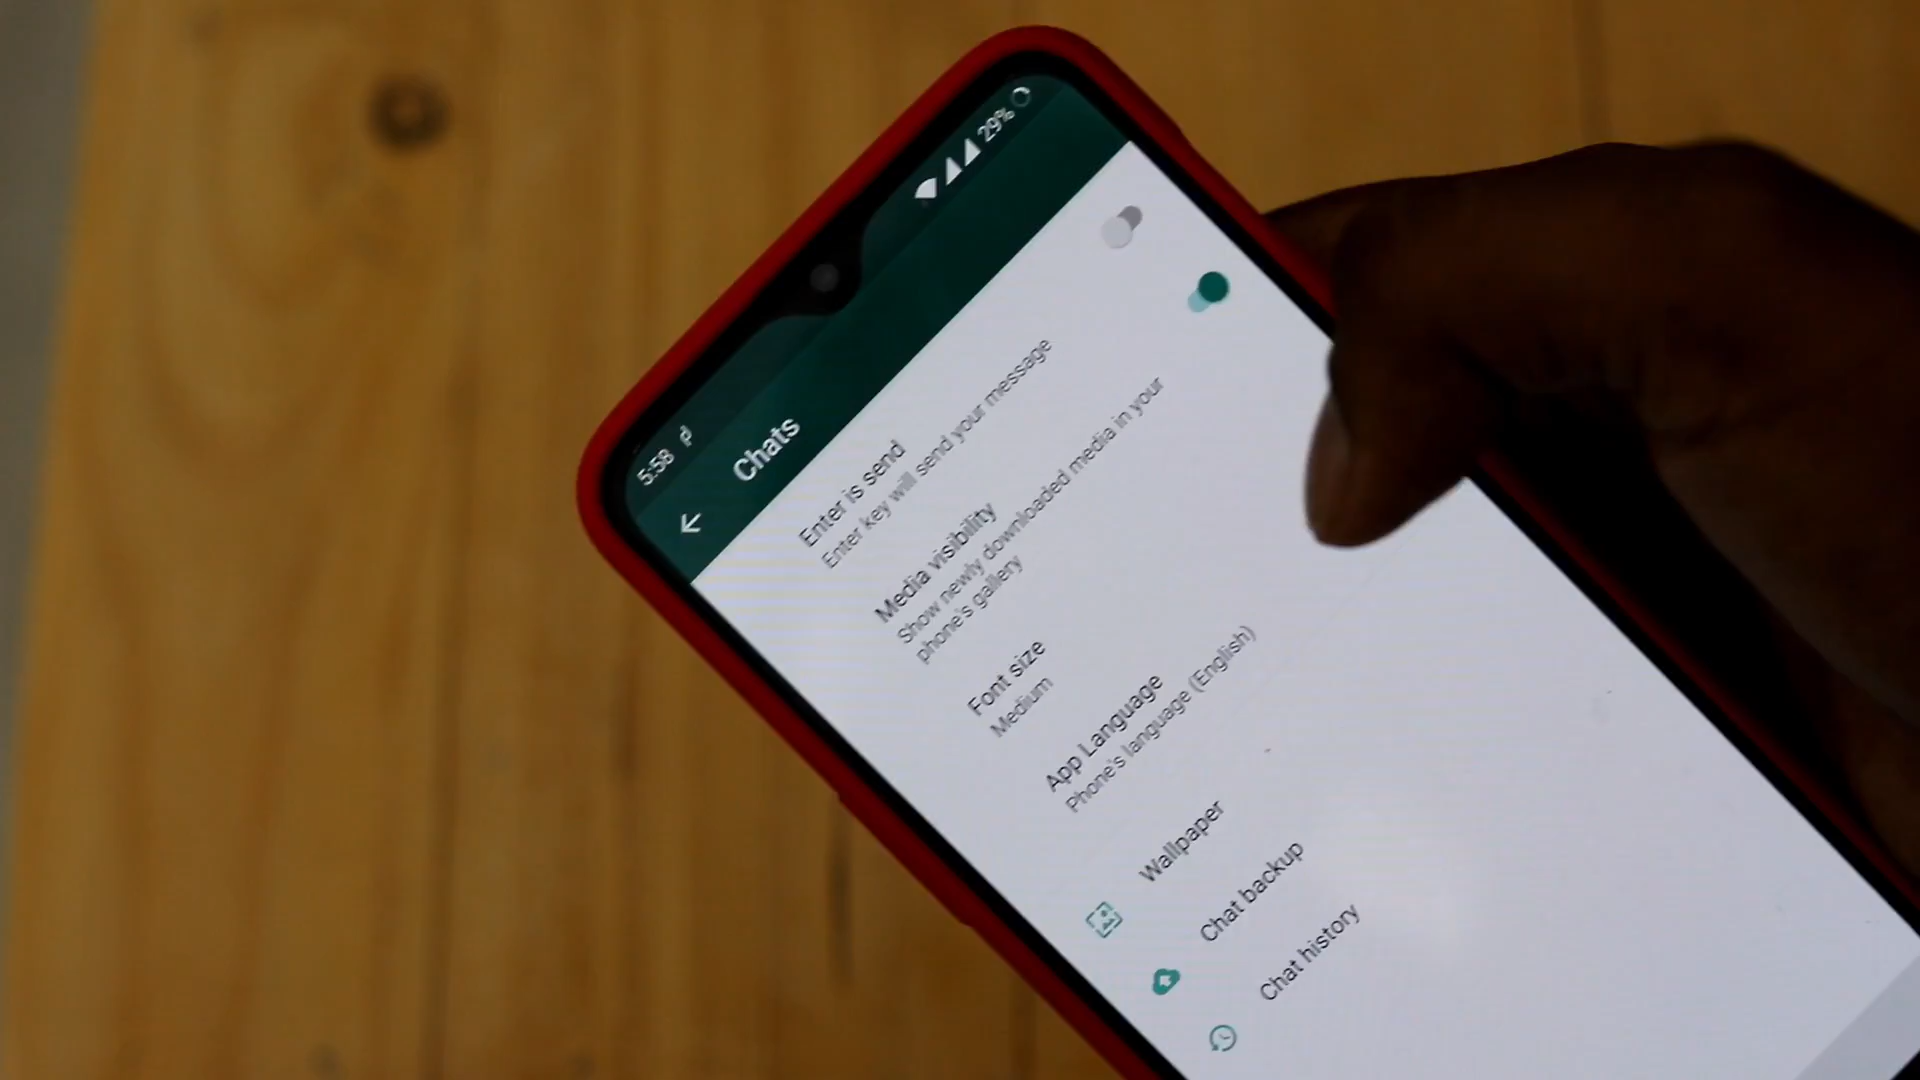 5:58
29%
Chats
Enter is send
Enter key will send your message
Media visibility
Show newly downloaded media in your
phone's gallery
Font size
Medium
App Language
Phone's language (English)
Wallpaper
Chat backup
Chat history